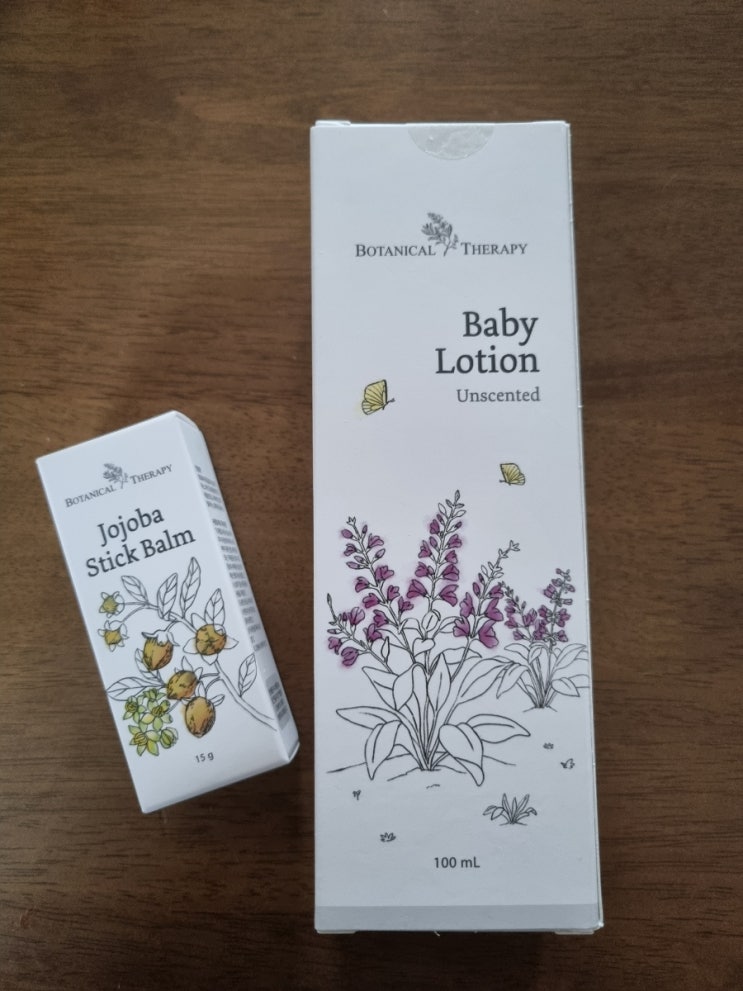 BOTANICAL THERAPY
Jojoba
Stick Balm
15 g
BOTANICAL THERAPY
Baby
Lotion
Unscented
100 mL